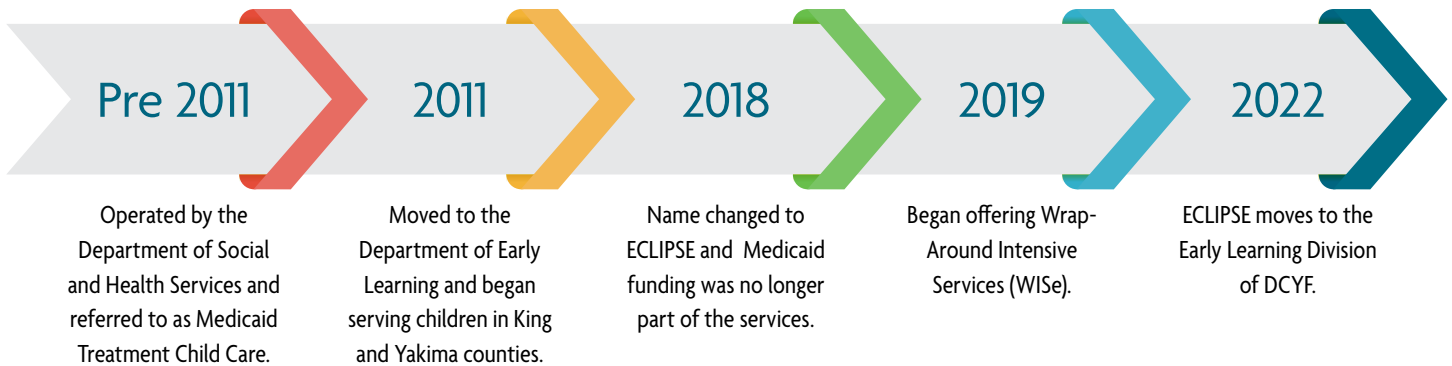 Pre 2011
Operated by the
Department of Social
and Health Services and
referred to as Medicaid
Treatment Child Care.
2011
Moved to the
Department of Early
Learning and began
serving children in King
and Yakima counties.
2018
Name changed to
ECLIPSE and Medicaid
funding was no longer
part of the services.
2019
Began offering Wrap-
Around Intensive
Services (WISe).
2022
ECLIPSE moves to the
Early Learning Division
of DCYF.